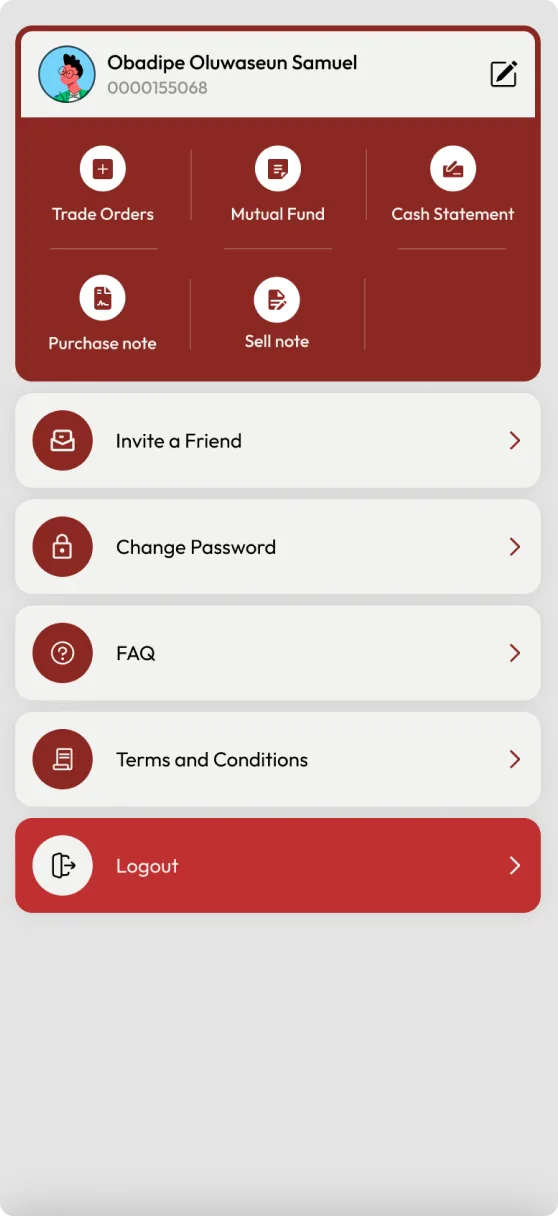 Obadipe Oluwaseun Samuel
0000155068
Trade Orders
Mutual Fund
Cash Statement
Purchase note
Sell note
Invite a Friend
Change Password
FAQ
Terms and Conditions
Logout